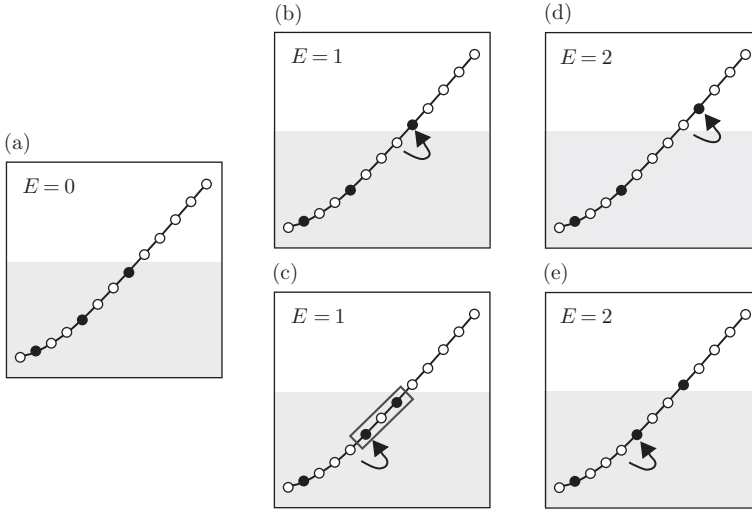 (a)
E = 0
(b)
E = 1
(c)
E = 1
(d)
E = 2
(e)
E = 2